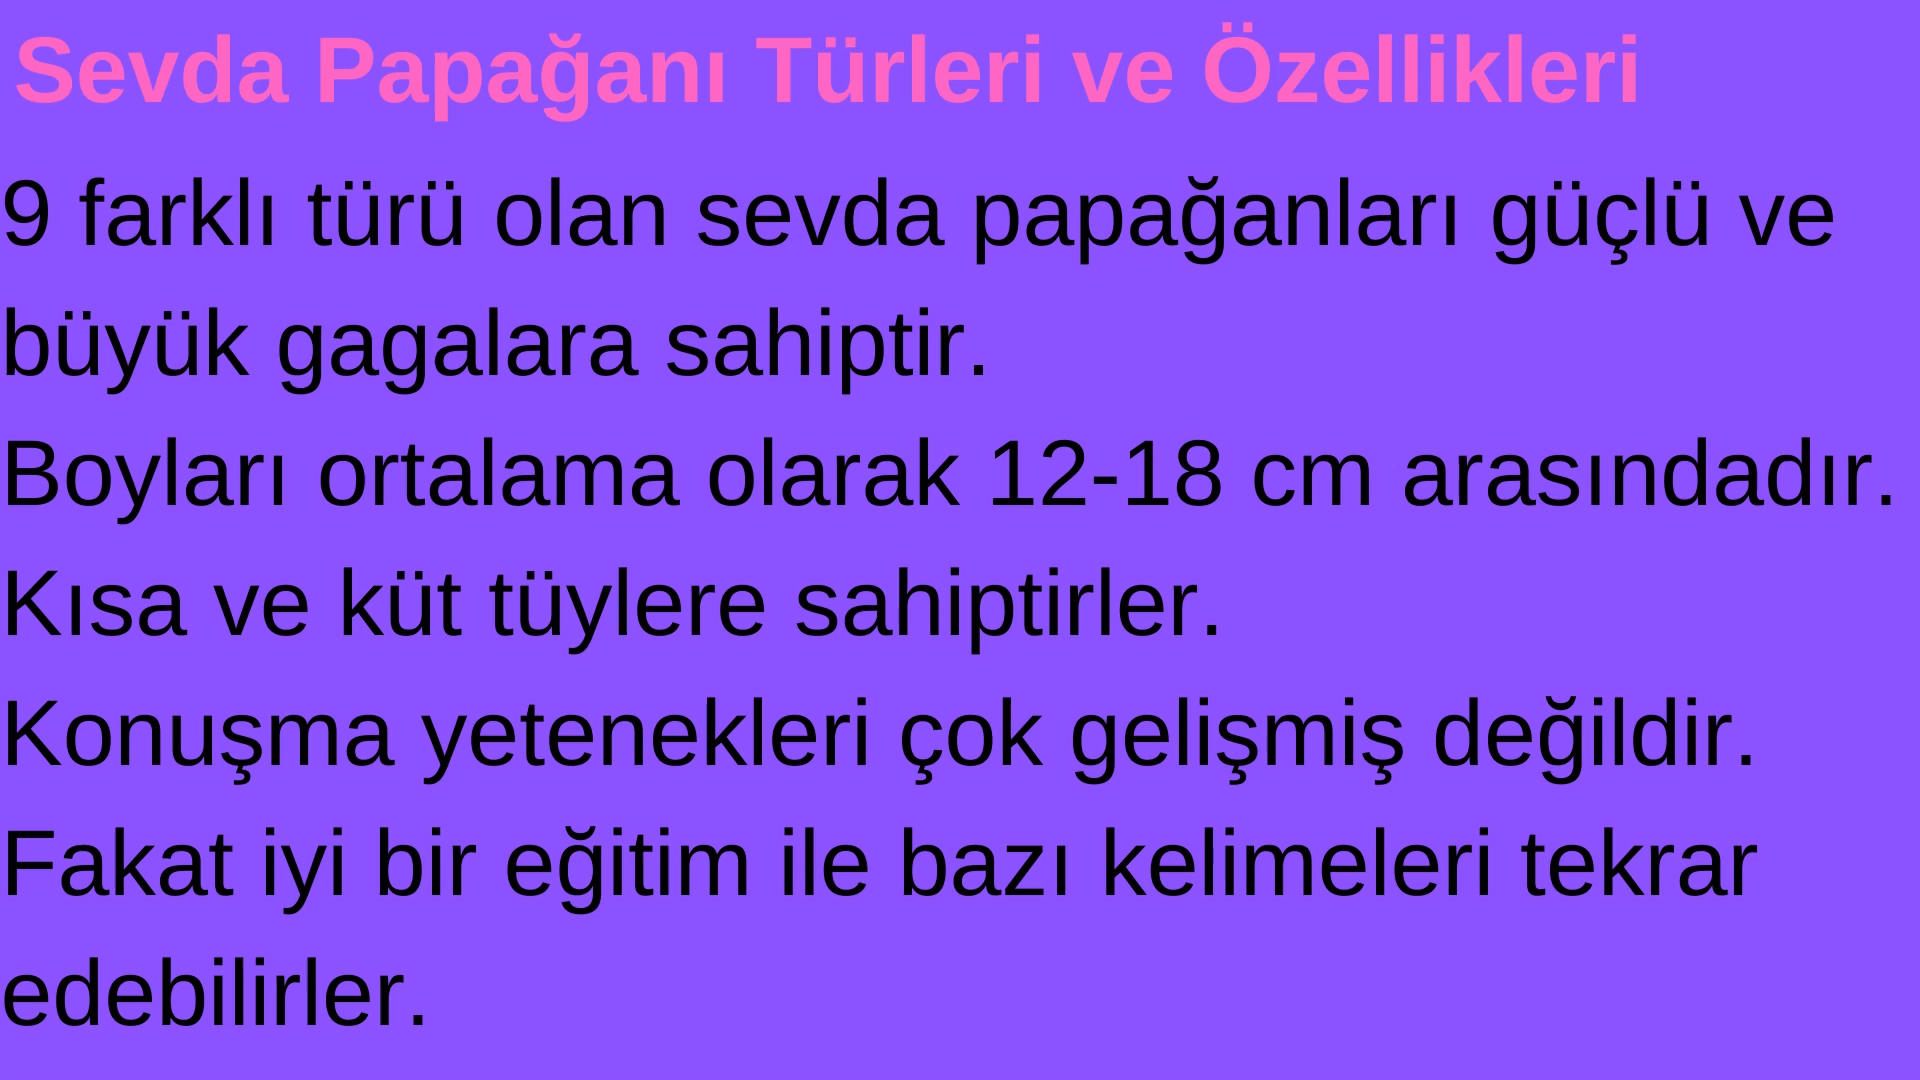 Sevda Papağanı Türleri ve Özellikleri
9 farklı türü olan sevda papağanları güçlü ve
büyük gagalara sahiptir.
Boyları ortalama olarak 12-18 cm arasındadır.
Kısa ve küt tüylere sahiptirler.
Konuşma yetenekleri çok gelişmiş değildir.
Fakat iyi bir eğitim ile bazı kelimeleri tekrar
edebilirler.